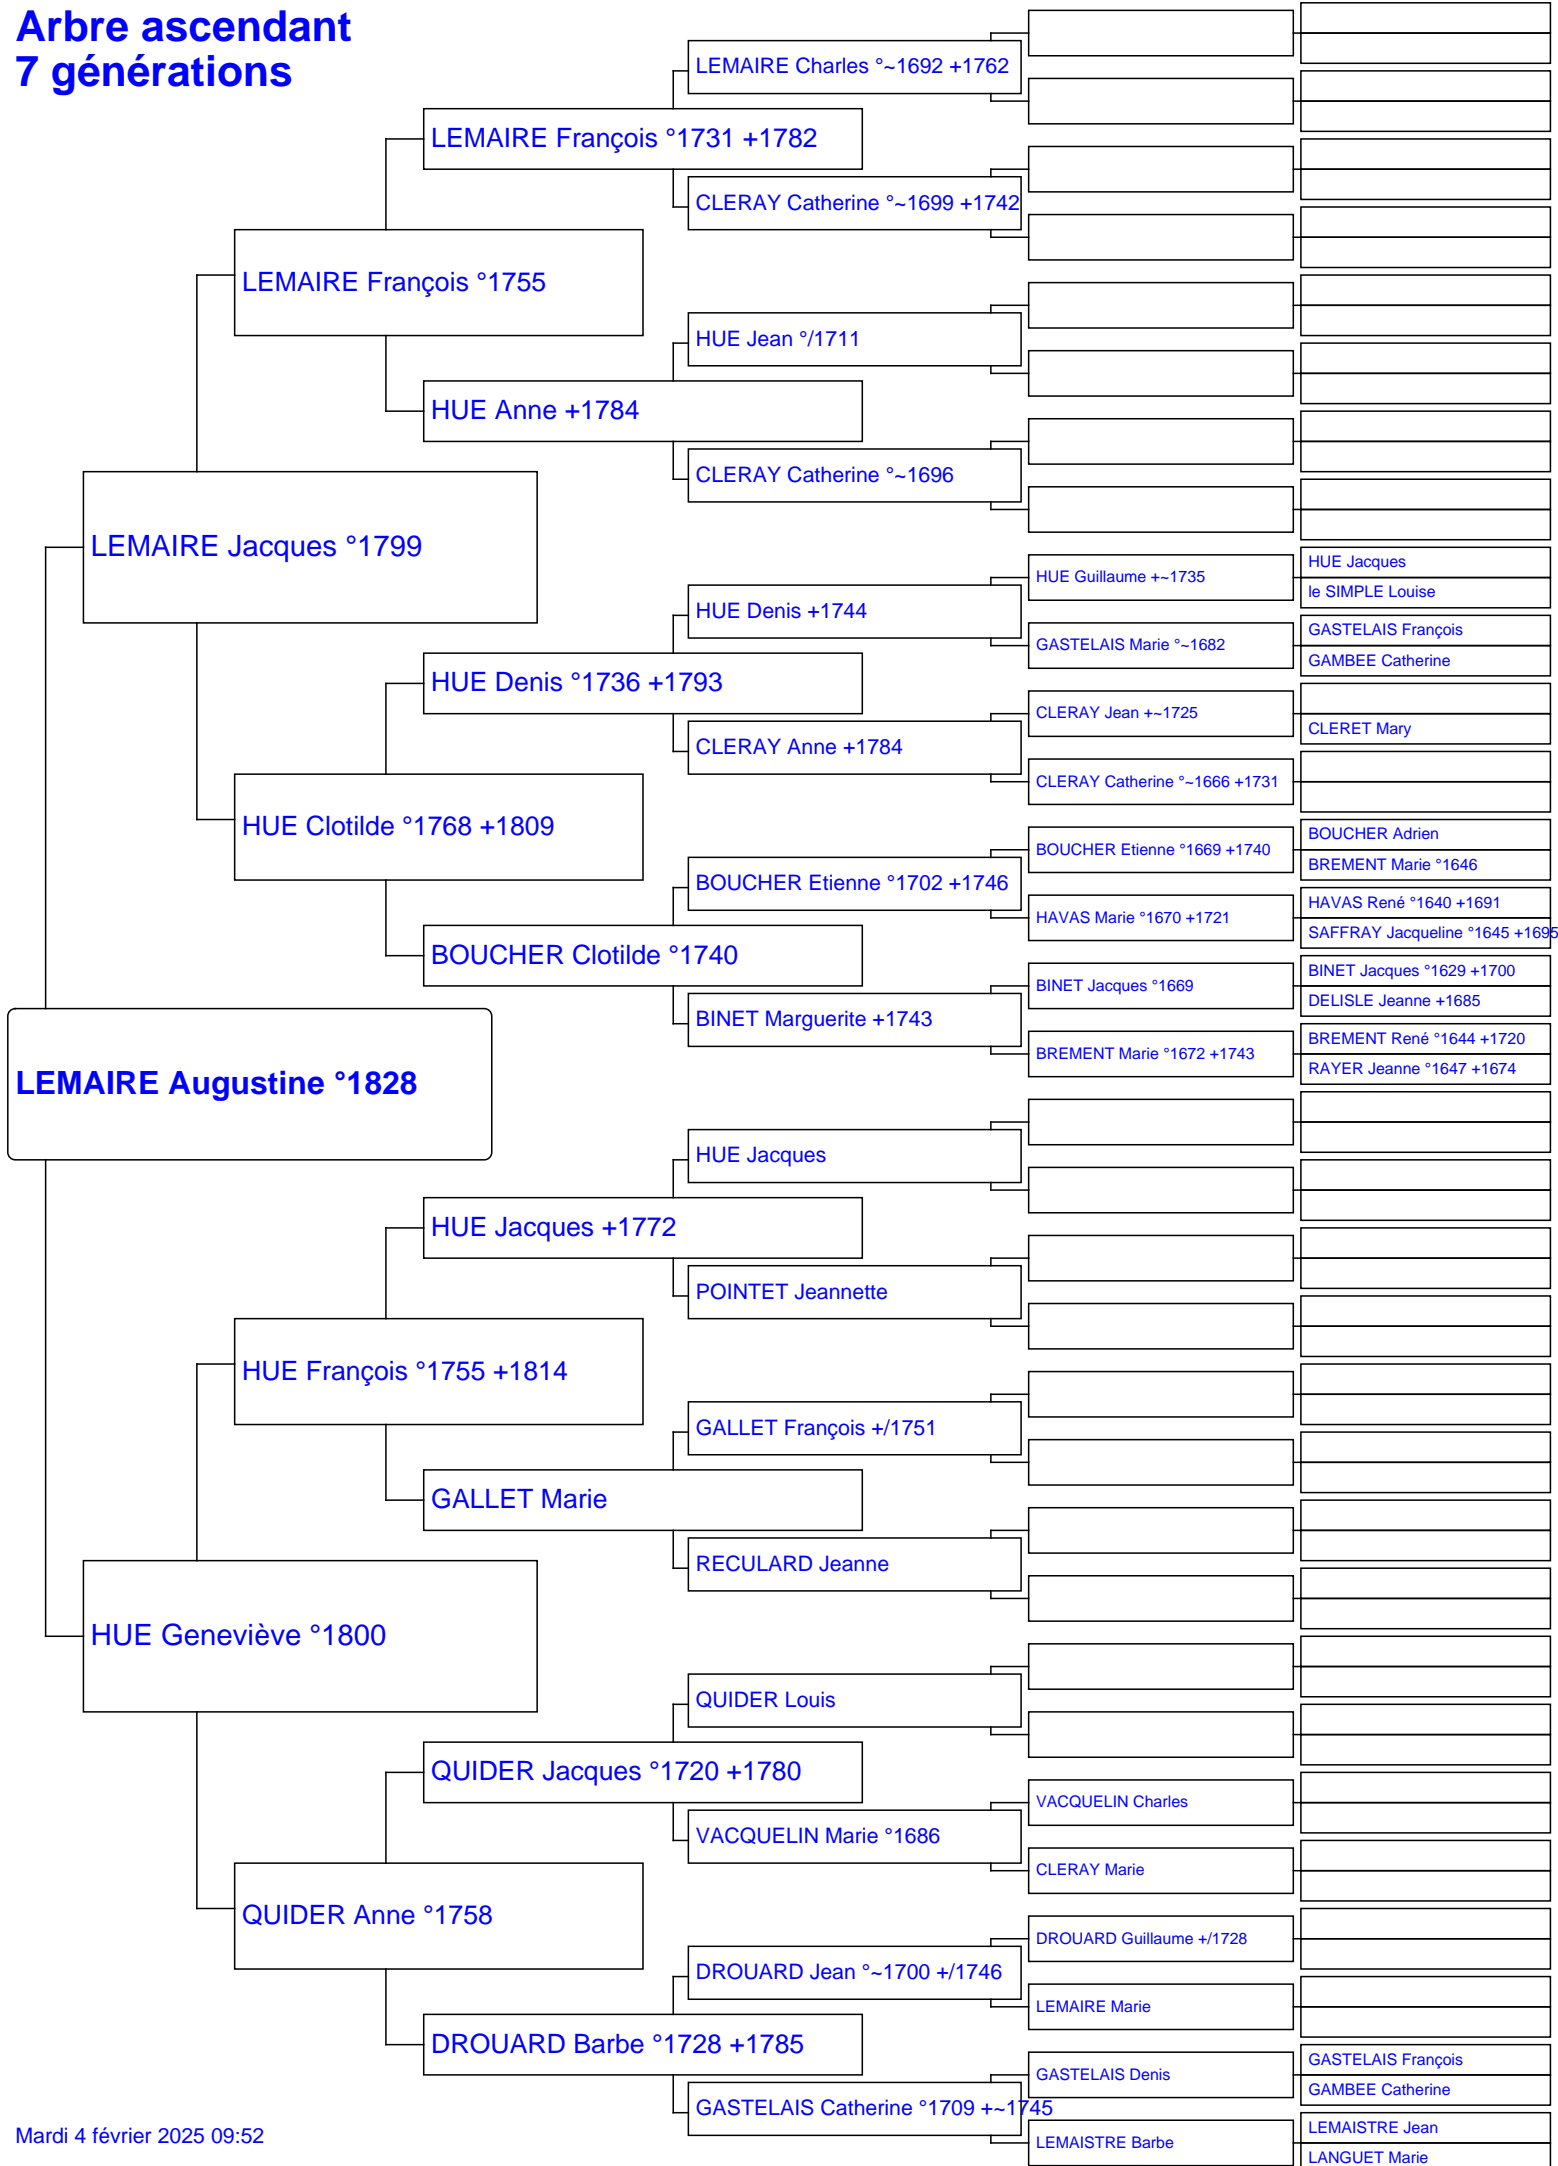 Arbre ascendant
7 générations
LEMAIRE Charles °~1692 +1762
LEMAIRE François °1731 +1782
CLERAY Catherine °~1699 +1742
LEMAIRE François °1755
HUE Jean °/1711
HUE Anne +1784
CLERAY Catherine °~1696
LEMAIRE Jacques °1799
HUE Jacques
HUE Guillaume +~1735
le SIMPLE Louise
HUE Denis +1744
GASTELAIS François
GASTELAIS Marie °~1682
GAMBEE Catherine
HUE Denis °1736 +1793
CLERAY Jean +~1725
CLERET Mary
CLERAY Anne +1784
CLERAY Catherine °~1666 +1731
HUE Clotilde °1768 +1809
BOUCHER Adrien
BOUCHER Etienne °1669 +1740
BREMENT Marie °1646
BOUCHER Etienne °1702 +1746
HAVAS René °1640 +1691
HAVAS Marie °1670 +1721
SAFFRAY Jacqueline °1645 +1695
BOUCHER Clotilde °1740
BINET Jacques °1629 +1700
BINET Jacques °1669
DELISLE Jeanne +1685
BINET Marguerite +1743
BREMENT René °1644 +1720
BREMENT Marie °1672 +1743
RAYER Jeanne °1647 +1674
LEMAIRE Augustine °1828
HUE Jacques
HUE Jacques +1772
POINTET Jeannette
HUE François °1755 +1814
GALLET François +/1751
GALLET Marie
RECULARD Jeanne
HUE Geneviève °1800
QUIDER Louis
QUIDER Jacques °1720 +1780
VACQUELIN Charles
VACQUELIN Marie °1686
CLERAY Marie
QUIDER Anne °1758
DROUARD Guillaume +/1728
DROUARD Jean °~1700 +/1746
LEMAIRE Marie
DROUARD Barbe °1728 +1785
GASTELAIS François
GASTELAIS Denis
GAMBEE Catherine
GASTELAIS Catherine °1709 +~1745
LEMAISTRE Jean
LEMAISTRE Barbe
LANGUET Marie
Mardi 4 février 2025 09:52